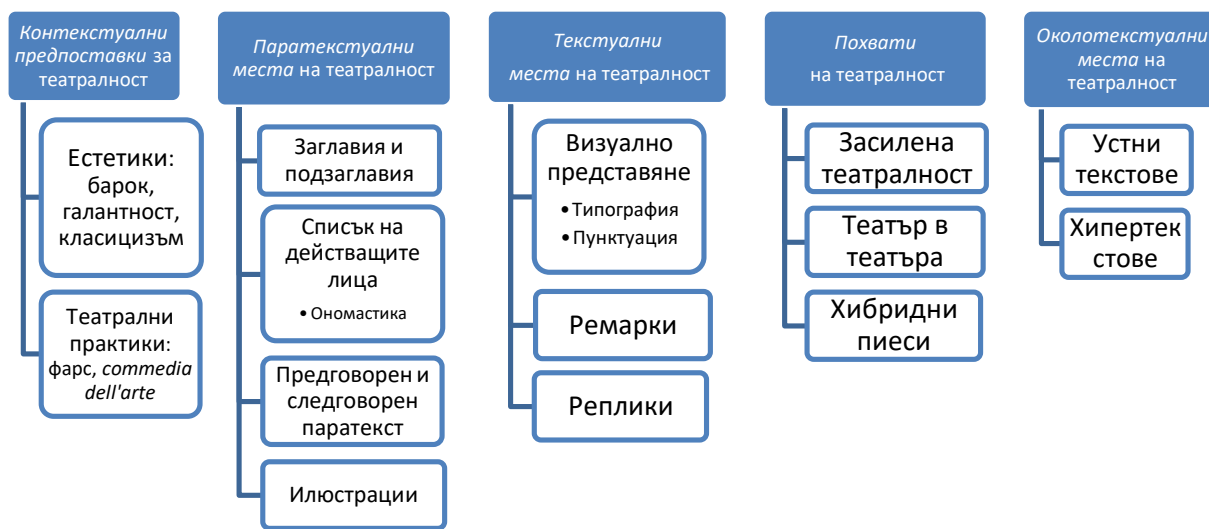 Контекстуални
предпоставки за
театралност
Естетики:
барок,
галантност,
класицизъм
Театрални
практики:
фарс, commedia
dell'arte
Паратекстуални
места на театралност
Заглавия и
подзаглавия
Списък на
действащите
лица
• Ономастика
Предговорен и
следговорен
паратекст
Илюстрации
Текстуални
места на театралност
Визуално
представяне
• Типография
• Пунктуация
Ремарки
Реплики
Похвати
на театралност
Засилена
театралност
Театър в
театъра
Хибридни
пиеси
Околотекстуални
места на
театралност
Устни
текстове
Хипертек
стове